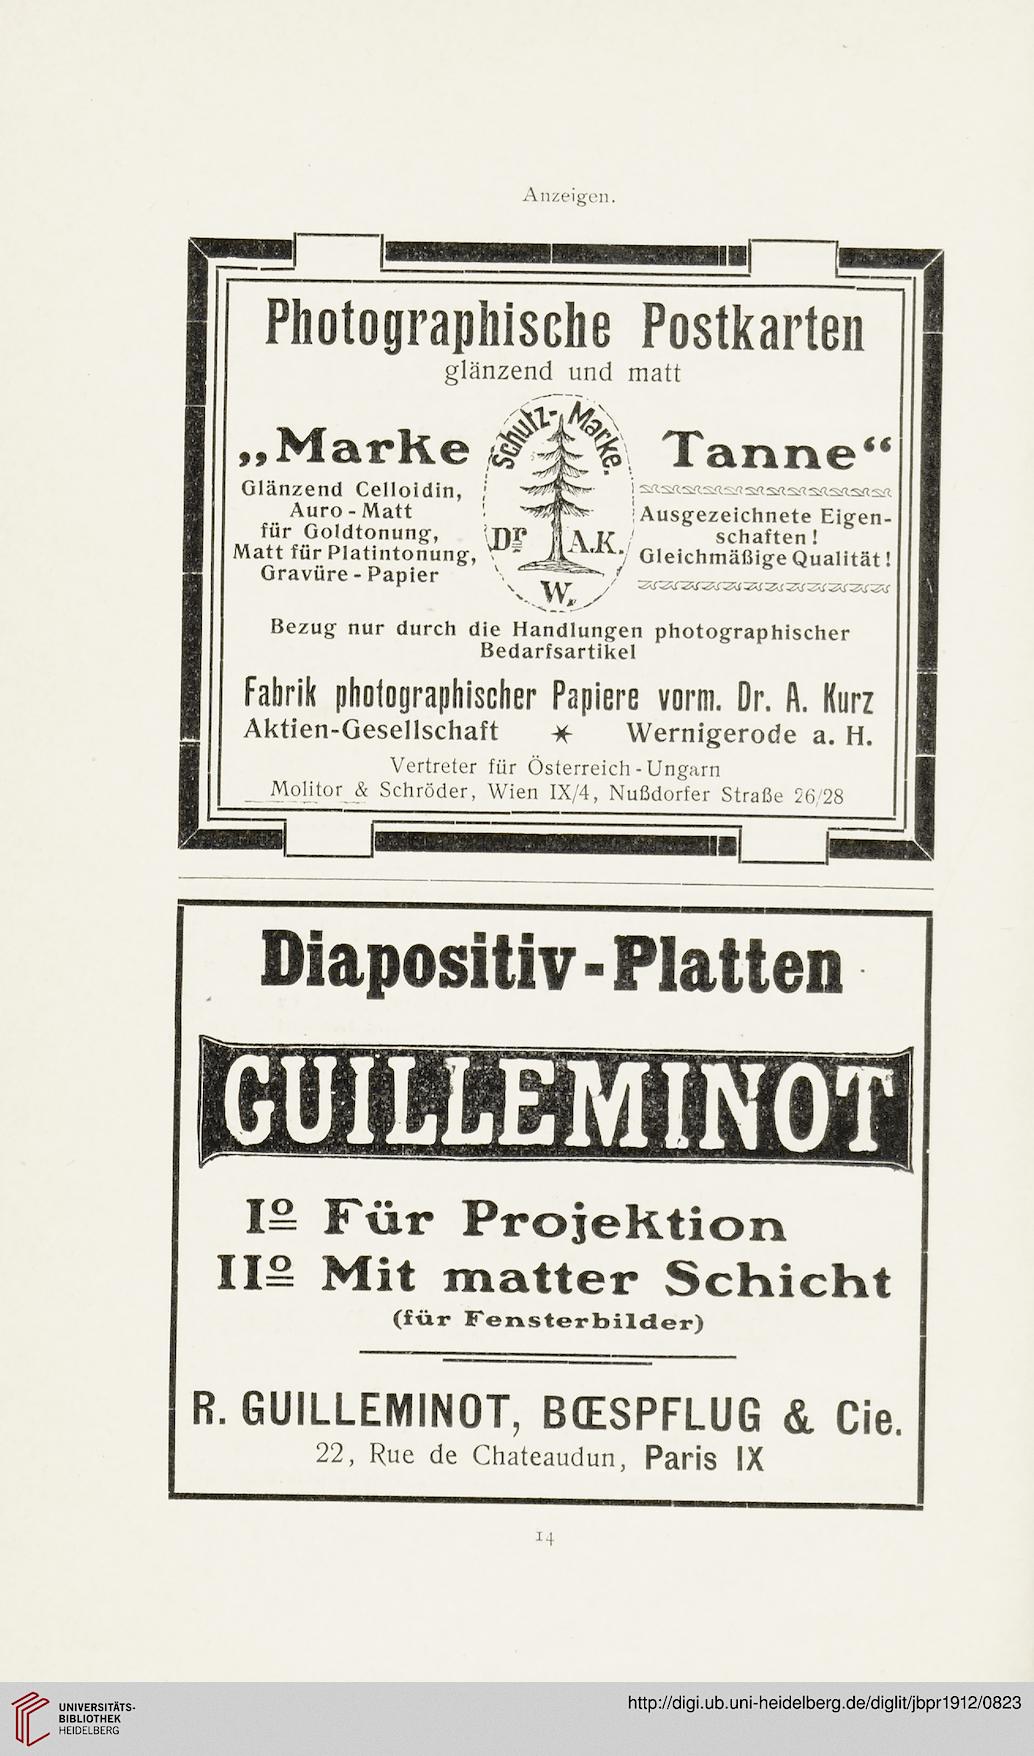 Anzeigen.
Photographische Postkarten
glänzend und matt
„Marke Tanne“
Schutz-Marke.
Dr A.K.
W.
Glänzend Celloidin,
Auro-Matt
für Goldtonung,
Matt für Platintonung,
Gravüre-Papier
Ausgezeichnete Eigen-
schaften!
Gleichmäßige Qualität!
Bezug nur durch die Handlungen photographischer
Bedarfsartikel
Fabrik photographischer Papiere vorm. Dr. A. Kurz
Aktien-Gesellschaft * Wernigerode a. H.
Vertreter für Österreich-Ungarn
Molitor & Schröder, Wien IX/4, Nußdorfer Straße 26/28
Diapositiv-Platten
GUILLEMINOT
Iº Für Projektion
IIº Mit matter Schicht
(für Fensterbilder)
R. GUILLEMINOT, BŒSPFLUG & Cie.
22, Rue de Chateaudun, Paris IX
14
UNIVERSITÄTS-
BIBLIOTHEK
HEIDELBERG
http://digi.ub.uni-heidelberg.de/diglit/jbpr1912/0823